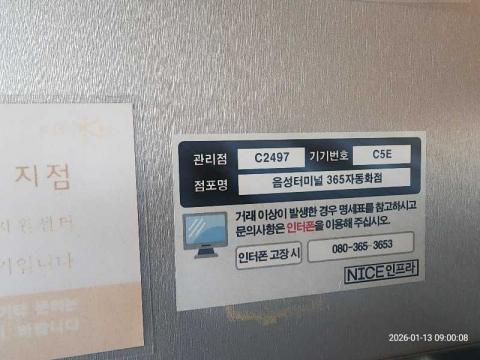 지점
입니다
관리점 C2497 기기번호 C5E
점포명 음성터미널 365자동화점
거래 이상이 발생한 경우 명세표를 참고하시고
문의사항은 인터폰을 이용해 주십시오.
인터폰 고장 시 080-365-3653
NICE인프라
2026-01-13 09:00:08